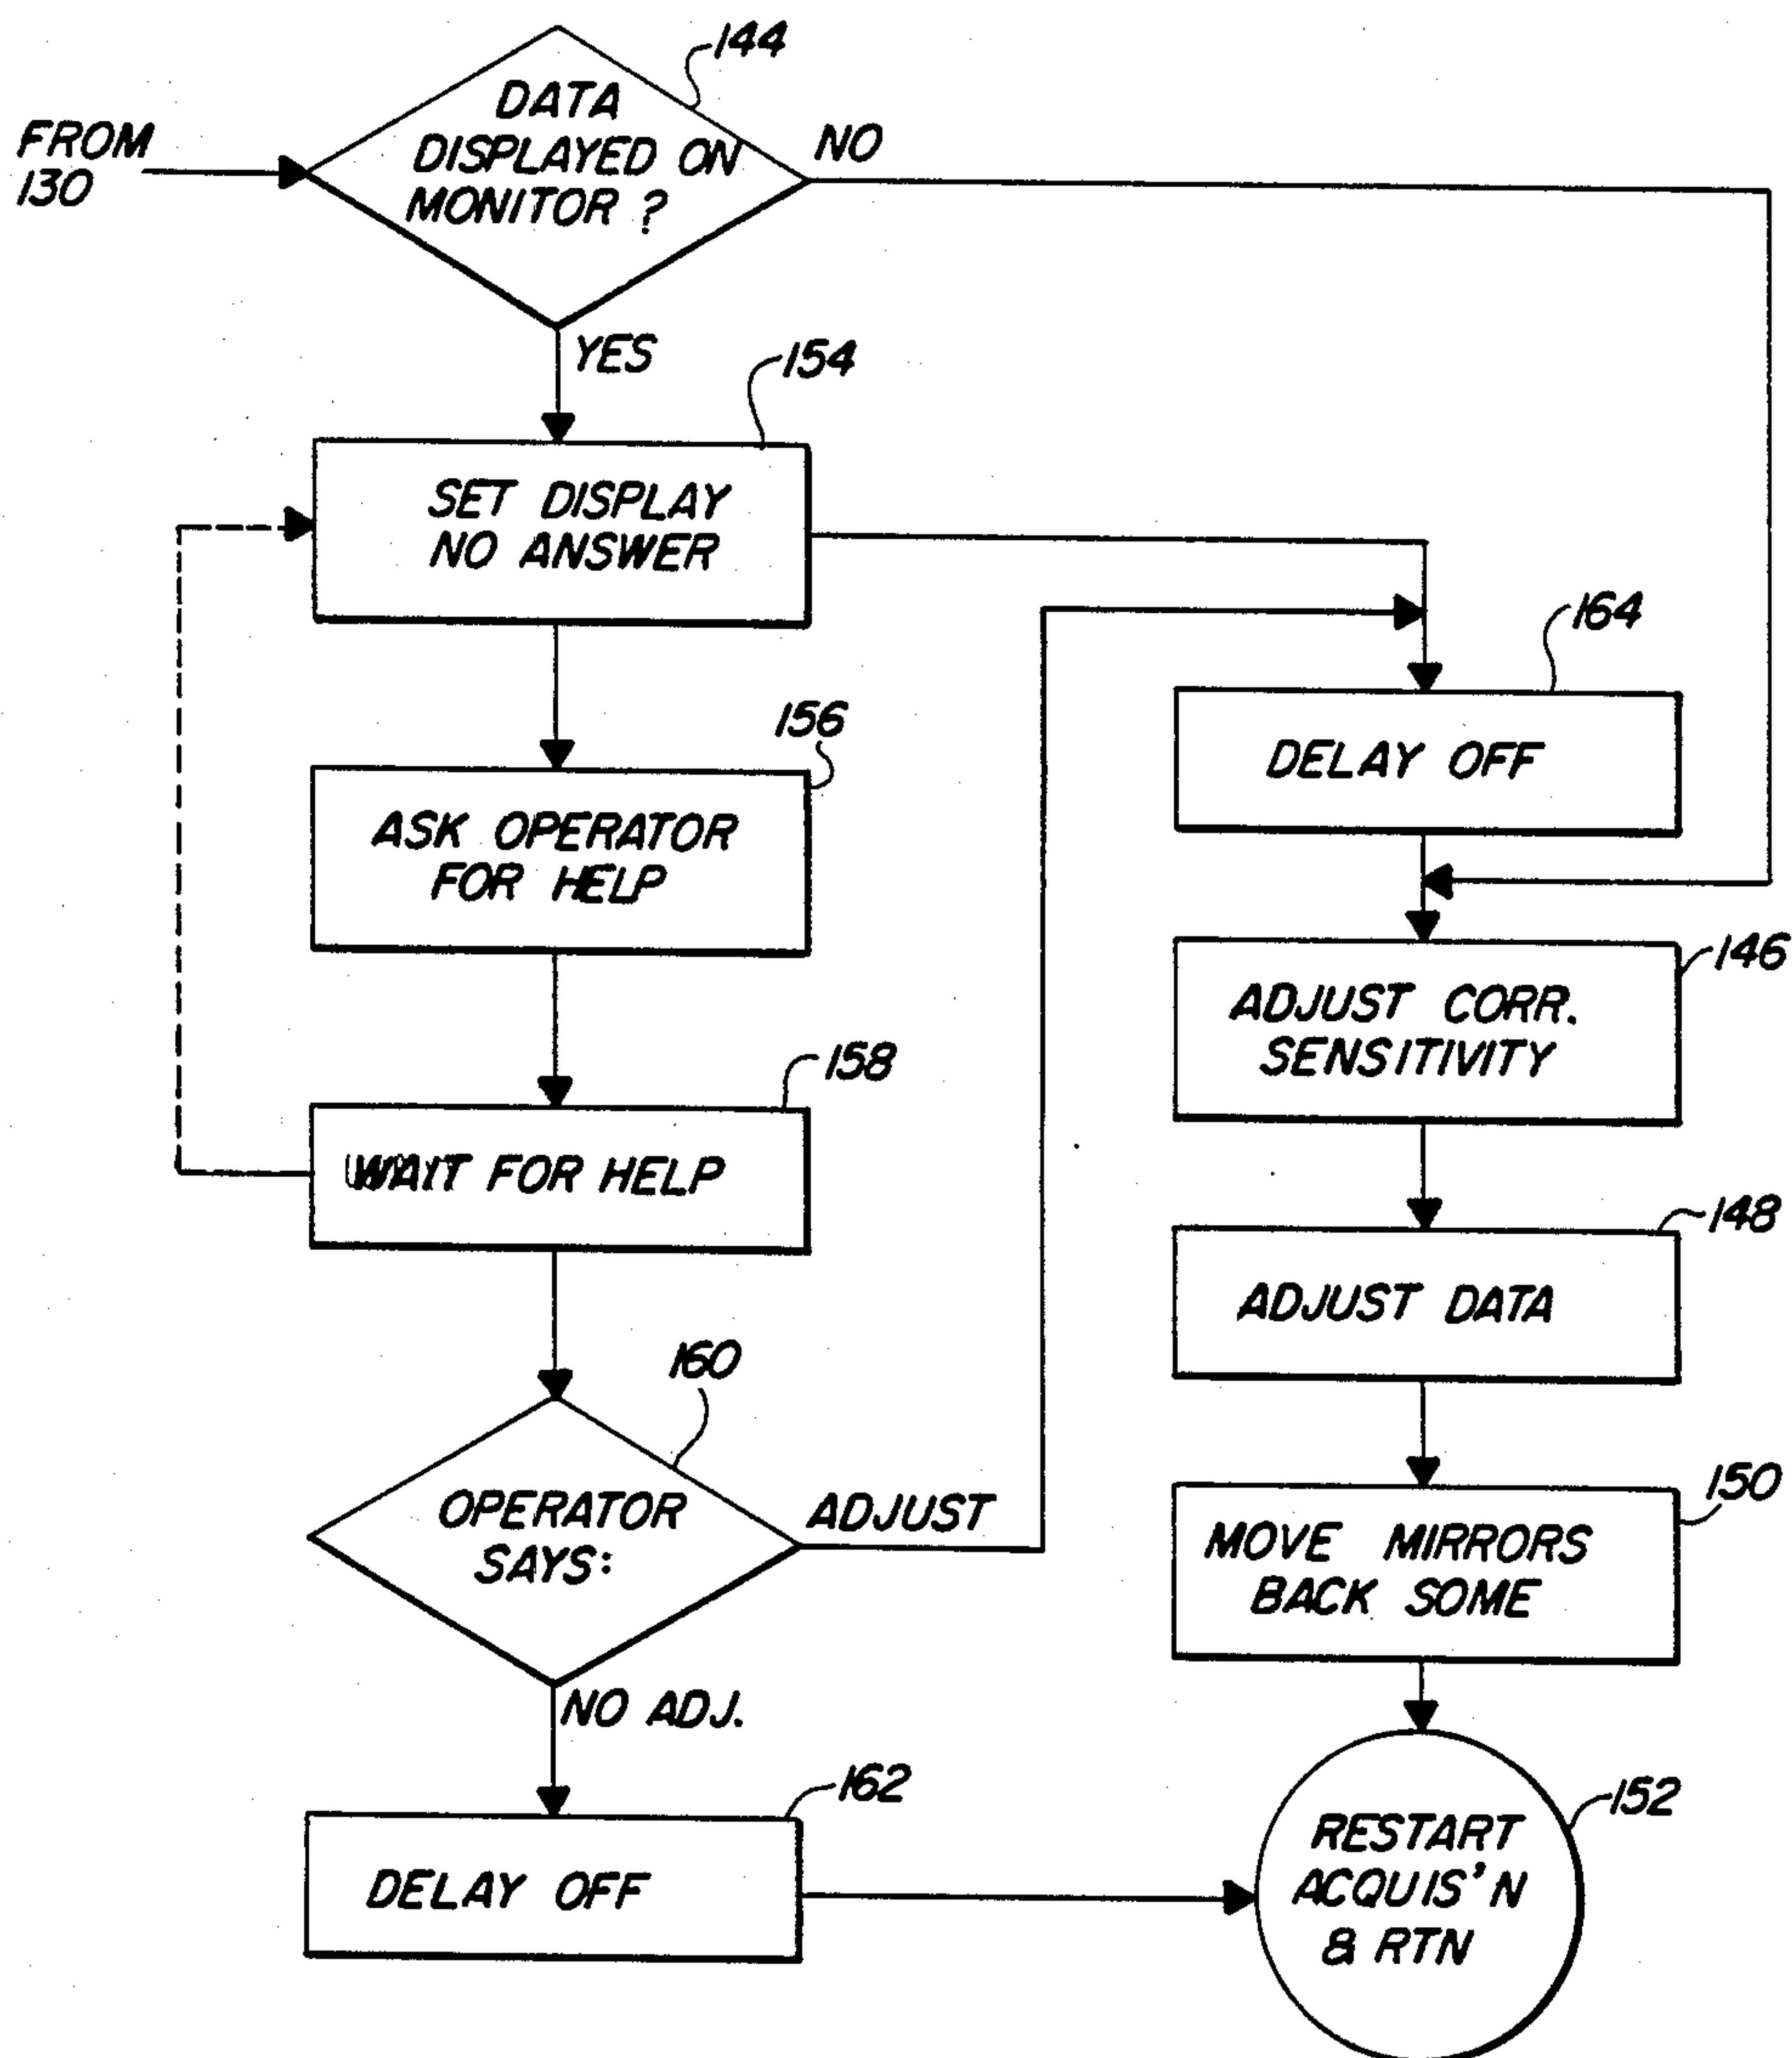 144
DATA
DISPLAYED ON
MONITOR ?
FROM
130
NO
YES
154
SET DISPLAY
NO ANSWER
164
DELAY OFF
156
ASK OPERATOR
FOR HELP
146
ADJUST CORR.
SENSITIVITY
158
WAIT FOR HELP
148
ADJUST DATA
160
OPERATOR
SAYS:
ADJUST
150
MOVE MIRRORS
BACK SOME
NO ADJ.
162
DELAY OFF
152
RESTART
ACQUIS'N
& RTN